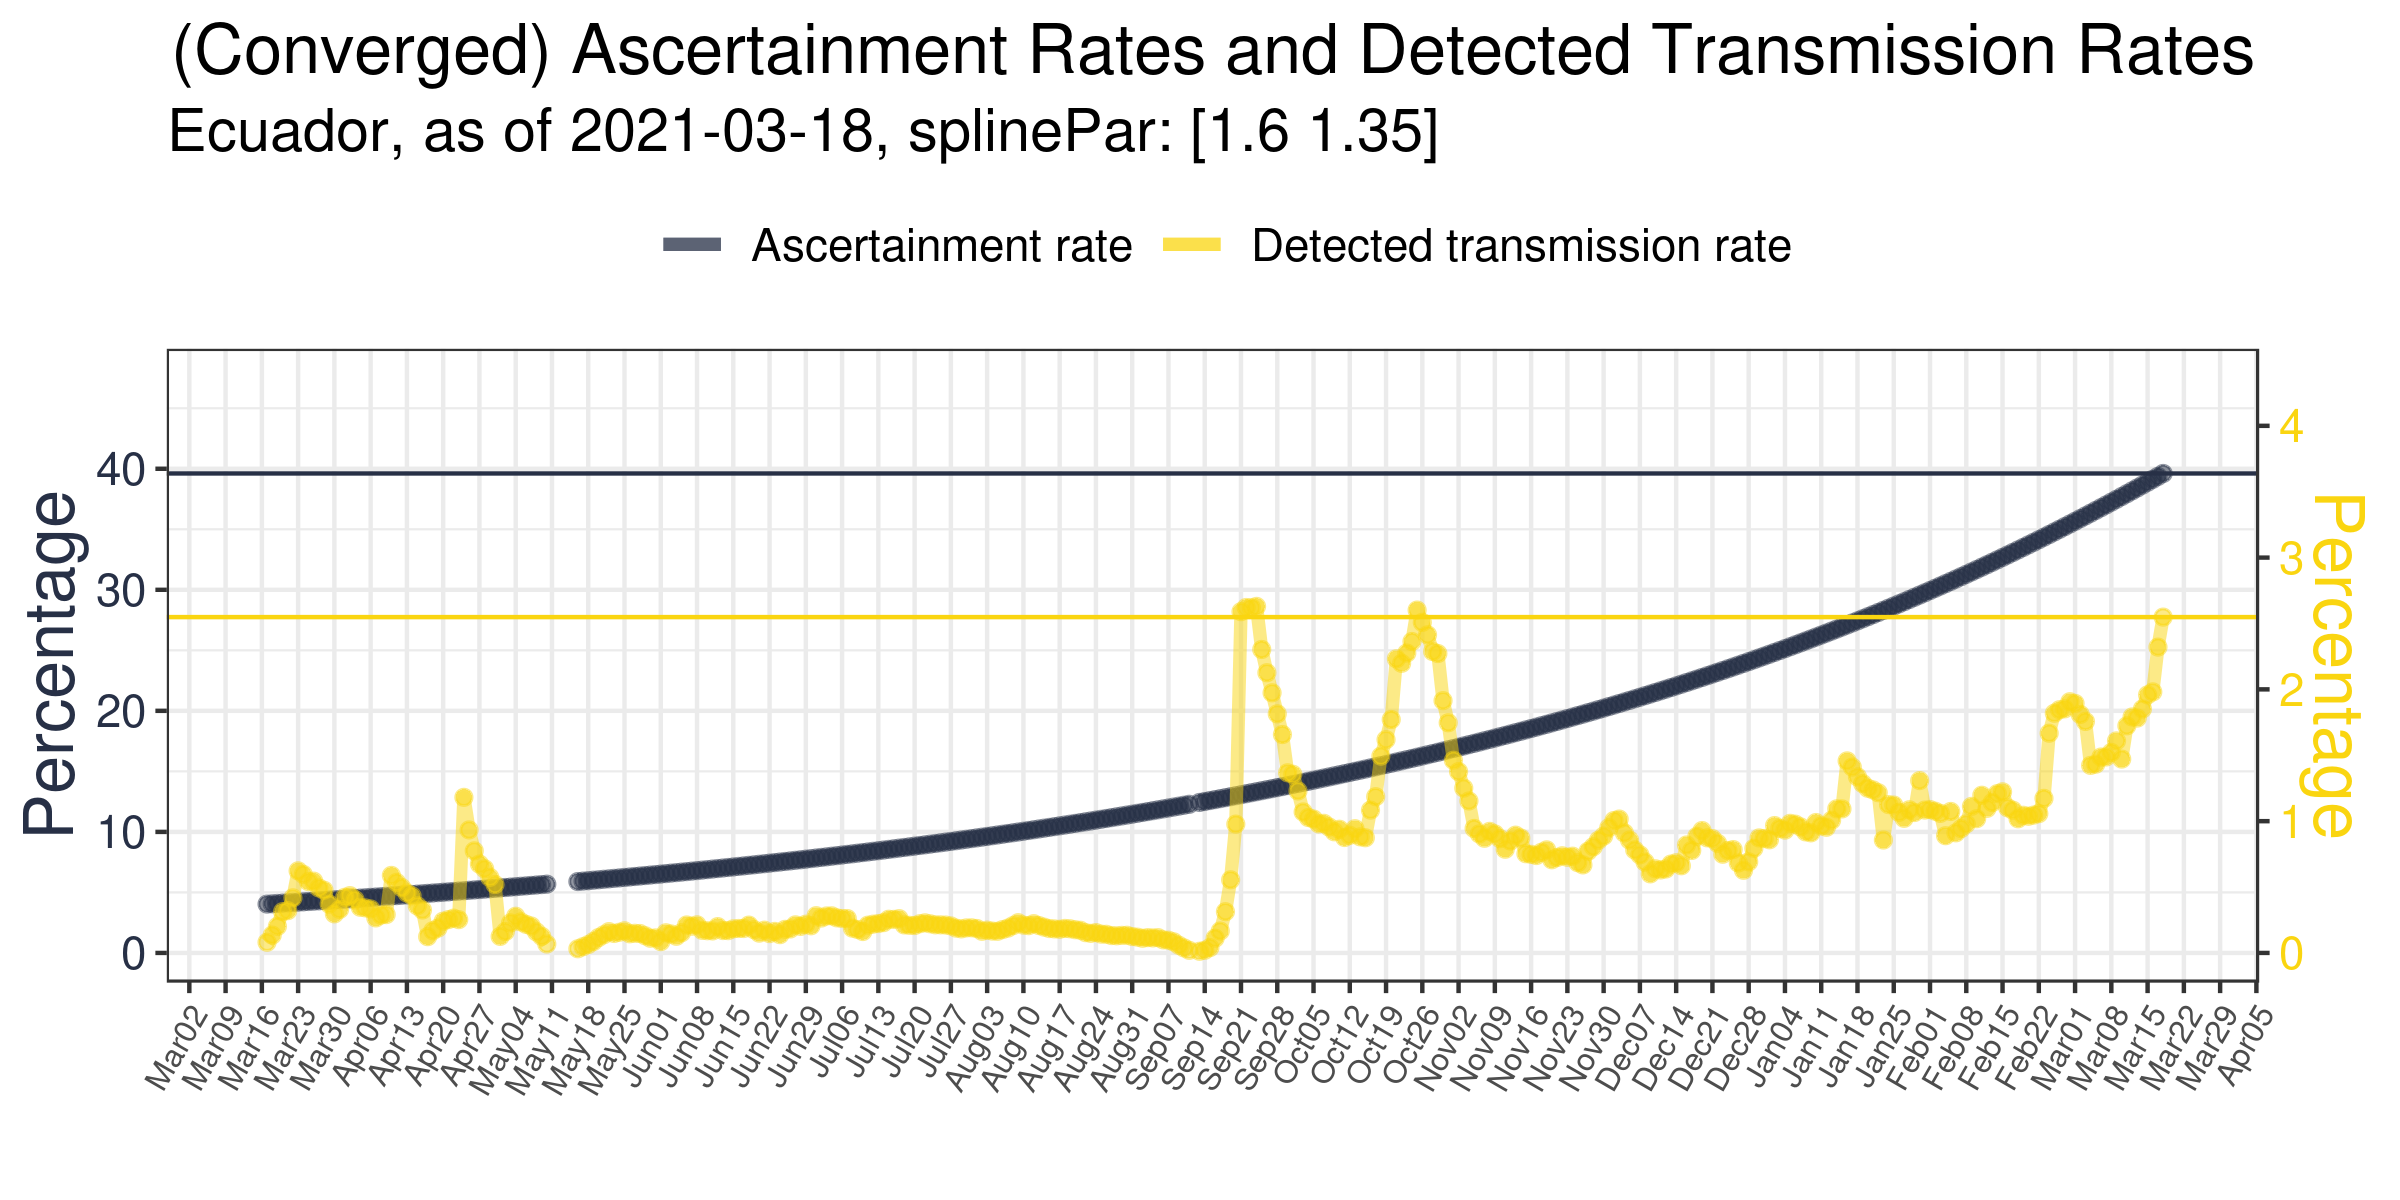 (Converged) Ascertainment Rates and Detected Transmission Rates
Ecuador, as of 2021-03-18, splinePar: [1.6 1.35]
Ascertainment rate Detected transmission rate
Percentage
40
30
20
10
0
4
3
2
1
0
Percentage
Mar02 Mar09 Mar16 Mar23 Mar30 Apr06 Apr13 Apr20 Apr27 May04 May11 May18 May25 Jun01 Jun08 Jun15 Jun22 Jun29 Jul06 Jul13 Jul20 Jul27 Aug03 Aug10 Aug17 Aug24 Aug31 Sep07 Sep14 Sep21 Sep28 Oct05 Oct12 Oct19 Oct26 Nov02 Nov09 Nov16 Nov23 Nov30 Dec07 Dec14 Dec21 Dec28 Jan04 Jan11 Jan18 Jan25 Feb01 Feb08 Feb15 Feb22 Mar01 Mar08 Mar15 Mar22 Mar29 Apr05